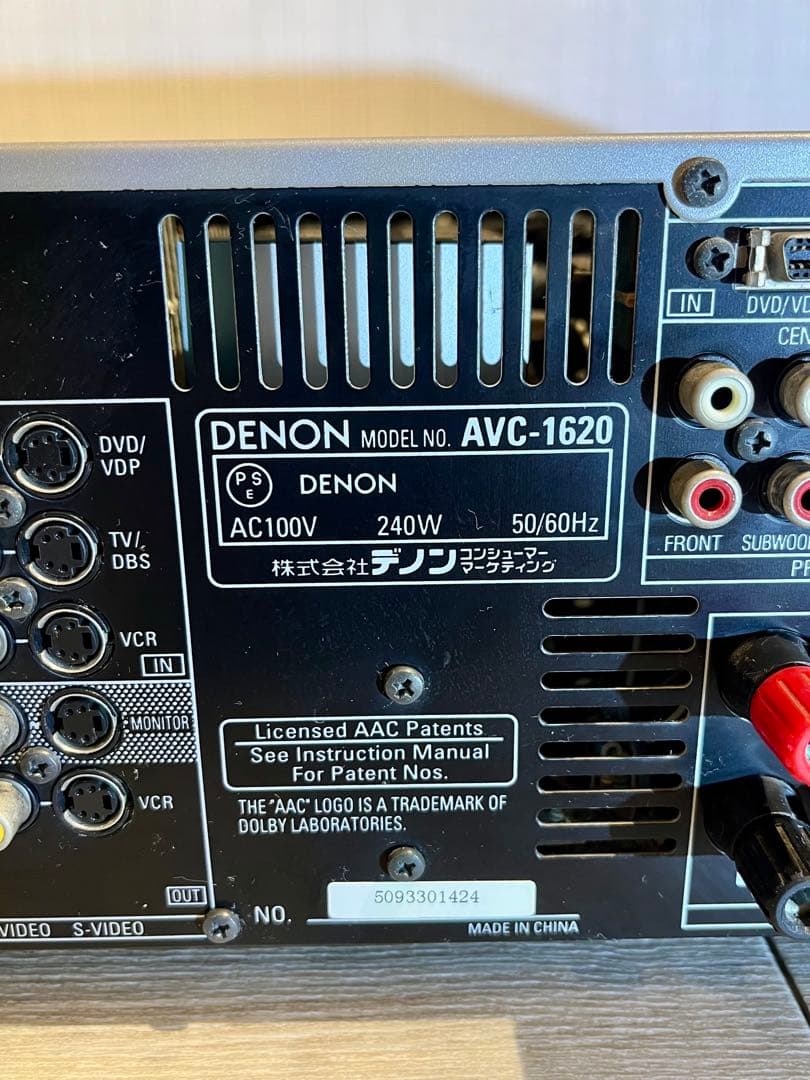 IN
DVD/VD
CEN
DVD/
VDP
TV/
DBS
VCR
IN
MONITOR
VCR
OUT
VIDEO S-VIDEO
DENON MODEL NO. AVC-1620
PS
E
DENON
AC100V 240W 50/60Hz
株式会社デノン コンシューマー
マーケティング
FRONT SUBWOO
PR
Licensed AAC Patents
See Instruction Manual
For Patent Nos.
THE "AAC" LOGO IS A TRADEMARK OF
DOLBY LABORATORIES.
NO. 5093301424
MADE IN CHINA